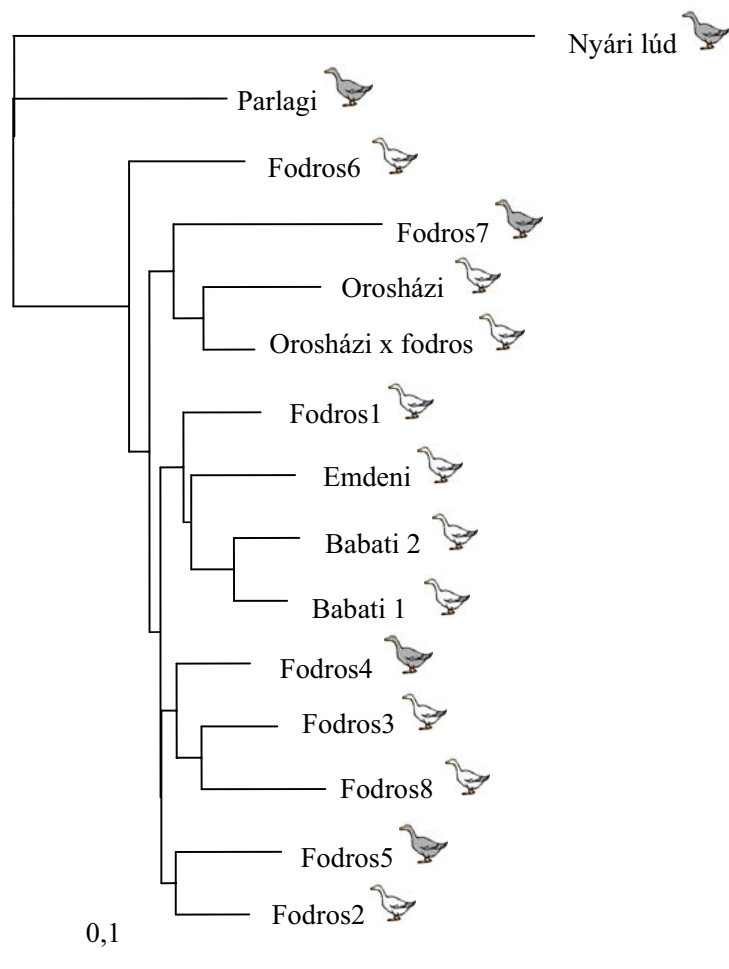 Nyári lúd
Parlagi
Fodros6
Fodros7
Orosházi
Orosházi x fodros
Fodros1
Emdeni
Babati 2
Babati 1
Fodros4
Fodros3
Fodros8
Fodros5
Fodros2
0,1